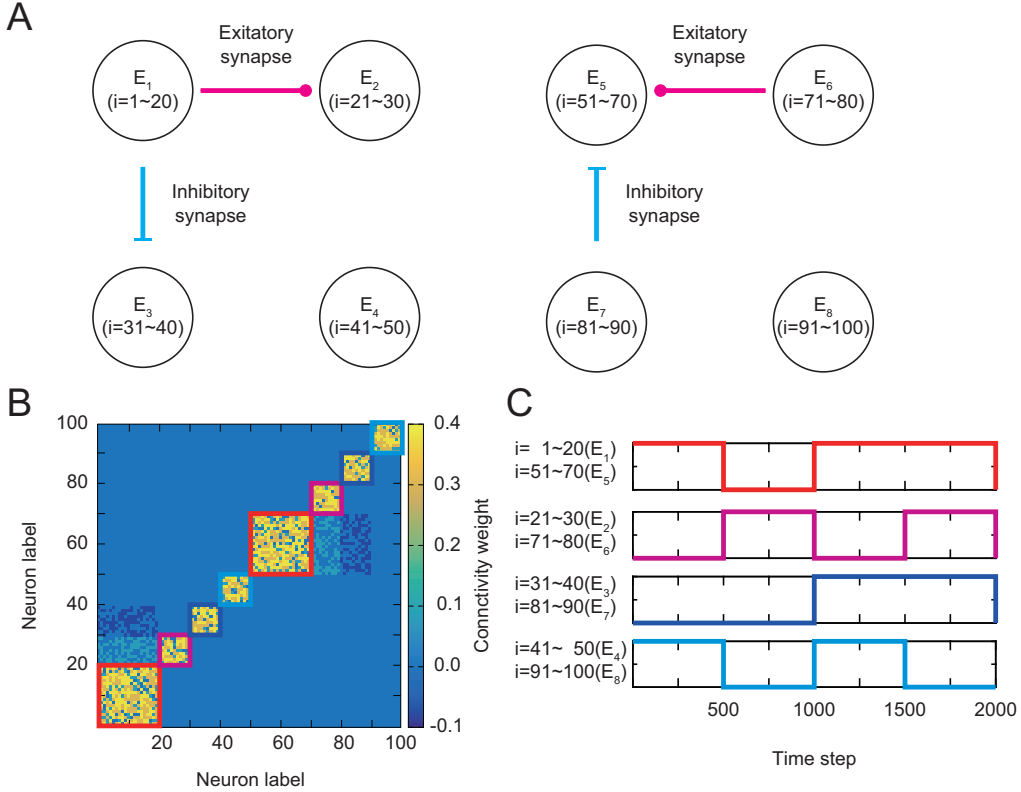 A
Exitatory
synapse
E1
(i=1~20)
E2
(i=21~30)
Inhibitory
synapse
E3
(i=31~40)
E4
(i=41~50)
Exitatory
synapse
E5
(i=51~70)
E6
(i=71~80)
Inhibitory
synapse
E7
(i=81~90)
E8
(i=91~100)
B
Neuron label
100
80
60
40
20
20 40 60 80 100
Neuron label
0.4
0.3
0.2
0.1
0.0
-0.1
Connctivity weight
C
i= 1~20(E1)
i=51~70(E5)
i=21~30(E2)
i=71~80(E6)
i=31~40(E3)
i=81~90(E7)
i=41~ 50(E4)
i=91~100(E8)
500 1000 1500 2000
Time step